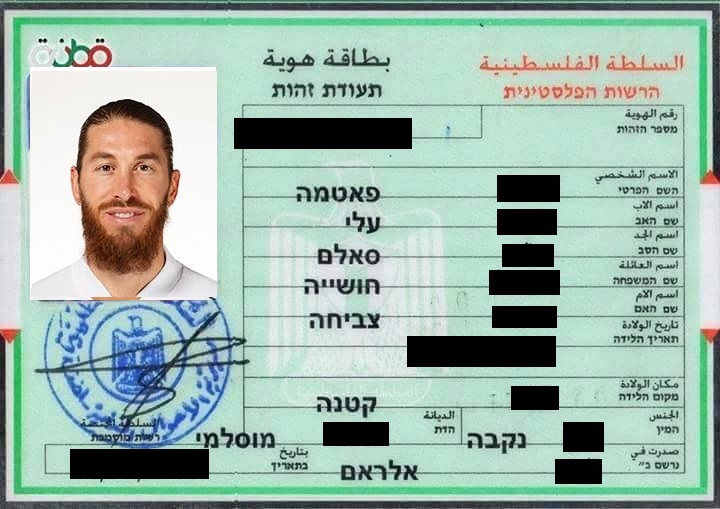 قطنة
بطاقة هوية
תעודת זהות
السلطة الفلسطينية
הרשות הפלסטינית
رقم الهوية
מספר הזהות
الاسم الشخصي
השם הפרטי
פאטמה
اسم الاب
שם האב
עלי
اسم الجد
שם הסב
סאלם
اسم العائلة
שם המשפחה
חושייה
اسم الام
שם האם
צביחה
تاريخ الولادة
תאריך הלידה
مكان الولادة
מקום הלידה
קטנה
الجنس
המין
נקבה
الديانة
הדת
מוסלמי
صدرت في
נרשם ב"
אלראם
بتاريخ
בתאריך
السلطة المختصة
רשות מוסמכת